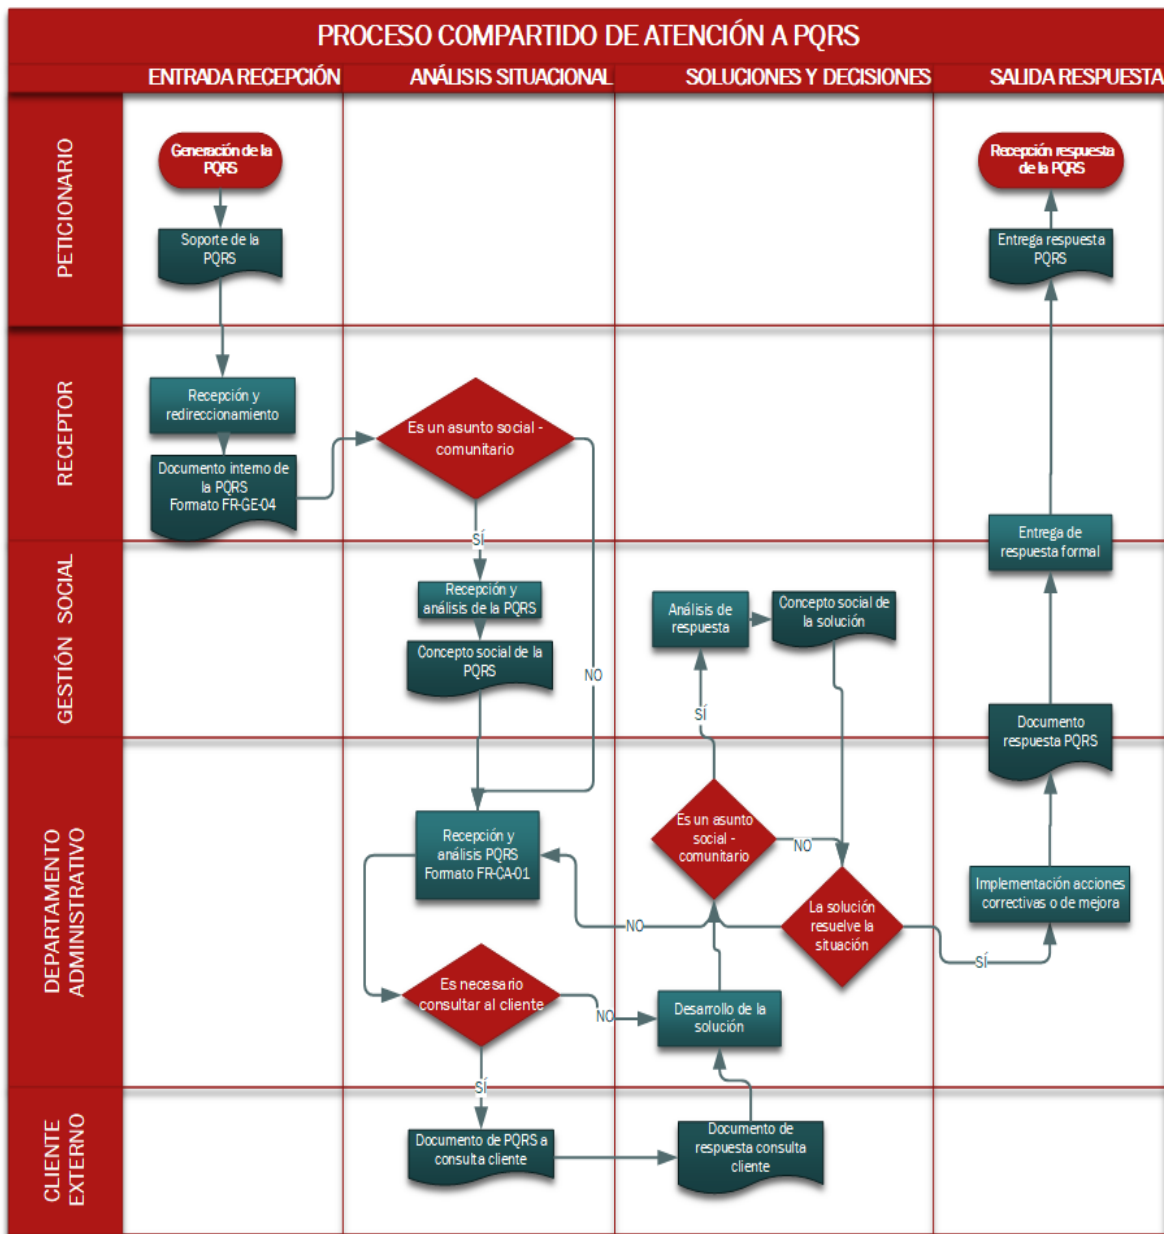 PROCESO COMPARTIDO DE ATENCIÓN A PQRS
ENTRADA RECEPCIÓN
ANÁLISIS SITUACIONAL
SOLUCIONES Y DECISIONES
SALIDA RESPUESTA
PETICIONARIO
Generación de la
PQRS
Soporte de la
PQRS
Recepción respuesta
de la PQRS
Entrega respuesta
PQRS
RECEPTOR
Recepción y
redireccionamiento
Documento interno de
la PQRS
Formato FR-GE-04
Es un asunto social -
comunitario
SÍ
NO
Entrega de
respuesta formal
GESTIÓN SOCIAL
Recepción y
análisis de la PQRS
Concepto social de la
PQRS
Análisis de
respuesta
Concepto social de
la solución
SÍ
Documento
respuesta PQRS
DEPARTAMENTO
ADMINISTRATIVO
Recepción y
análisis PQRS
Formato FR-CA-01
Es un asunto
social -
comunitario
NO
La solución
resuelve la
situación
NO
SÍ
Implementación acciones
correctivas o de mejora
Es necesario
consultar al cliente
NO
SÍ
Desarrollo de la
solución
CLIENTE
EXTERNO
Documento de PQRS a
consulta cliente
Documento de
respuesta consulta
cliente